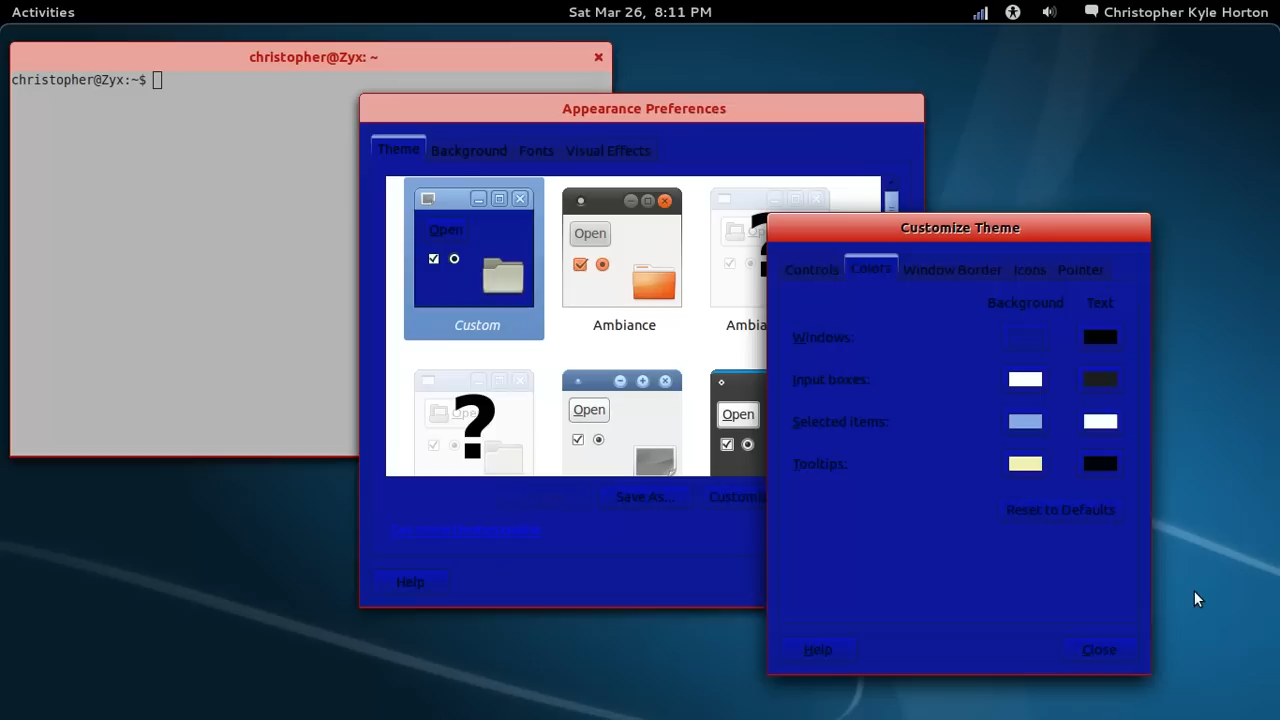 Activities
Sat Mar 26, 8:11 PM
Christopher Kyle Horton
christopher@Zyx: ~
christopher@Zyx:~$
Appearance Preferences
Theme Background Fonts Visual Effects
Open
Open
Custom
Ambiance
Ambia
?
Open
Open
Save As...
Customiz
Help
Customize Theme
Controls Colors Window Border Icons Pointer
Background Text
Windows:
Input boxes:
Selected items:
Tooltips:
Reset to Defaults
Help
Close